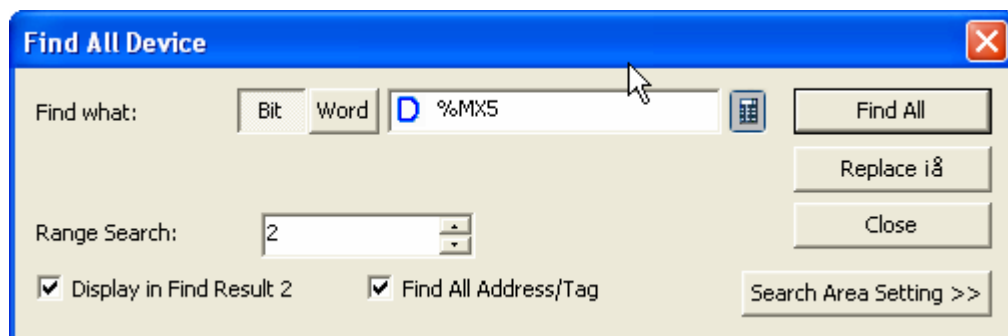 Find All Device
Find what: Bit Word D %MX5 Find All
Replace ¡å
Range Search: 2 Close
Display in Find Result 2 Find All Address/Tag Search Area Setting >>